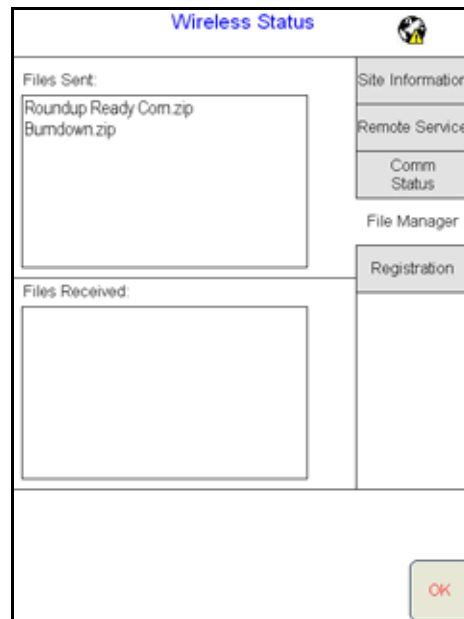 Wireless Status
Files Sent:
Roundup Ready Corn.zip
Burndown.zip
Files Received:
Site Information
Remote Service
Comm
Status
File Manager
Registration
OK